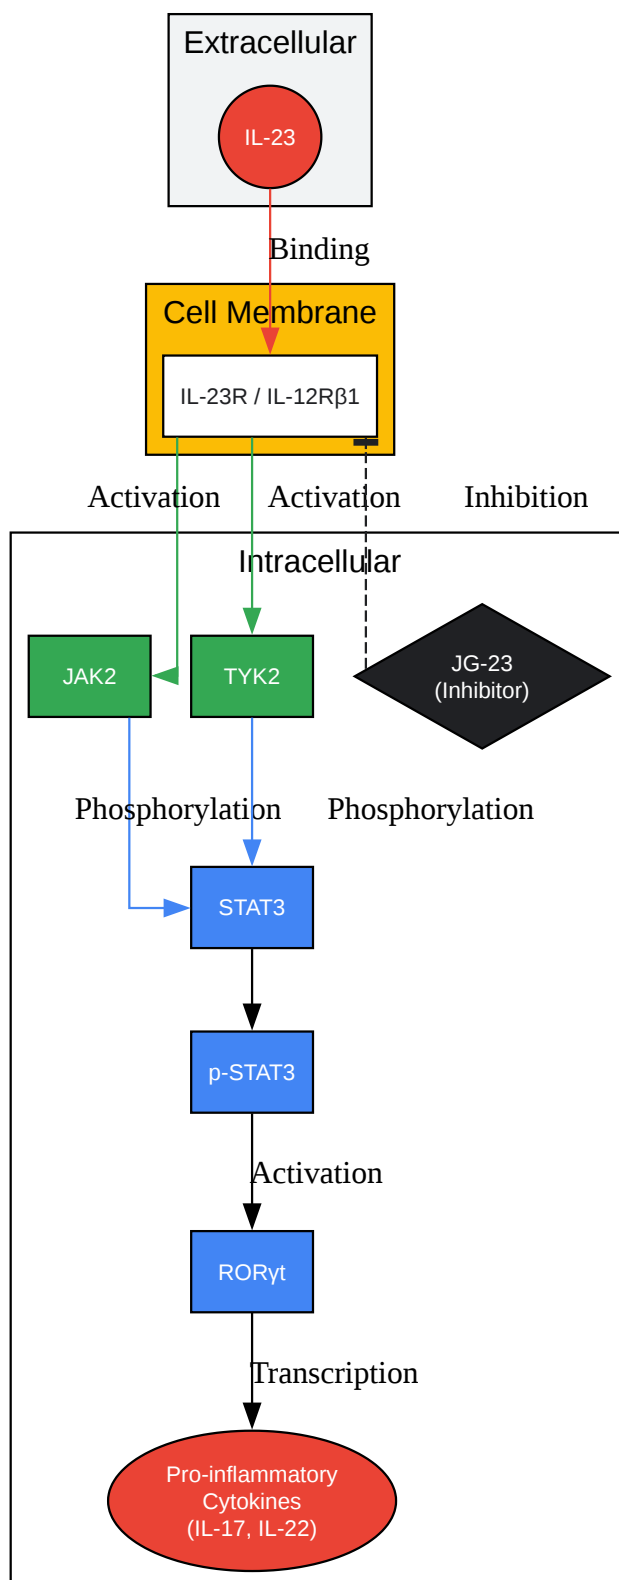 Extracellular
IL-23
Binding
Cell Membrane
IL-23R / IL-12Rβ1
Activation
Activation
Inhibition
Intracellular
JAK2
TYK2
JG-23
(Inhibitor)
Phosphorylation
Phosphorylation
STAT3
p-STAT3
Activation
RORγt
Transcription
Pro-inflammatory
Cytokines
(IL-17, IL-22)